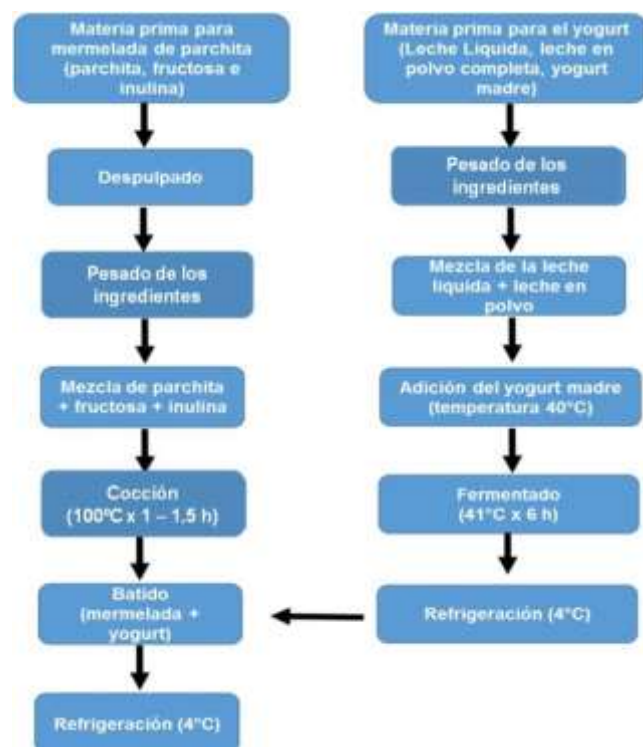 Materia prima para
mermelada de parchita
(parchita, fructosa e
inulina)
Despulpado
Pesado de los
ingredientes
Mezcla de parchita
+ fructosa + inulina
Cocción
(100ºC x 1 – 1,5 h)
Batido
(mermelada +
yogurt)
Refrigeración (4°C)
Materia prima para el yogurt
(Leche Liquida, leche en
polvo completa, yogurt
madre)
Pesado de los
ingredientes
Mezcla de la leche
liquida + leche en
polvo
Adición del yogurt madre
(temperatura 40°C)
Fermentado
(41°C x 6 h)
Refrigeración (4°C)